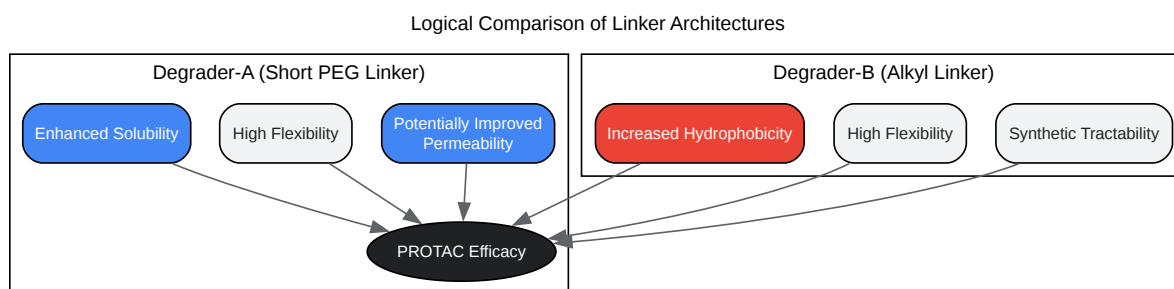 Logical Comparison of Linker Architectures
Degrader-A (Short PEG Linker)
Enhanced Solubility
High Flexibility
Potentially Improved
Permeability
Degrader-B (Alkyl Linker)
Increased Hydrophobicity
High Flexibility
Synthetic Tractability
PROTAC Efficacy